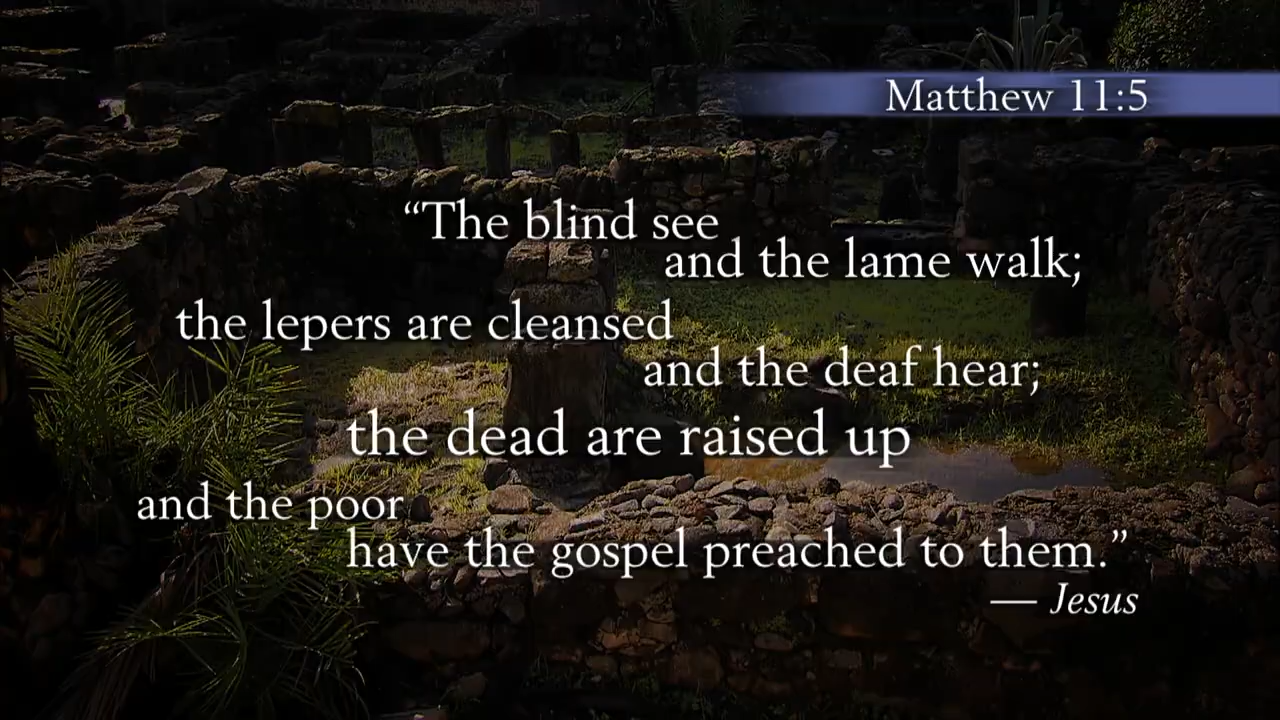 Matthew 11:5
“The blind see
and the lame walk;
the lepers are cleansed
and the deaf hear;
the dead are raised up
and the poor
have the gospel preached to them.”
— Jesus